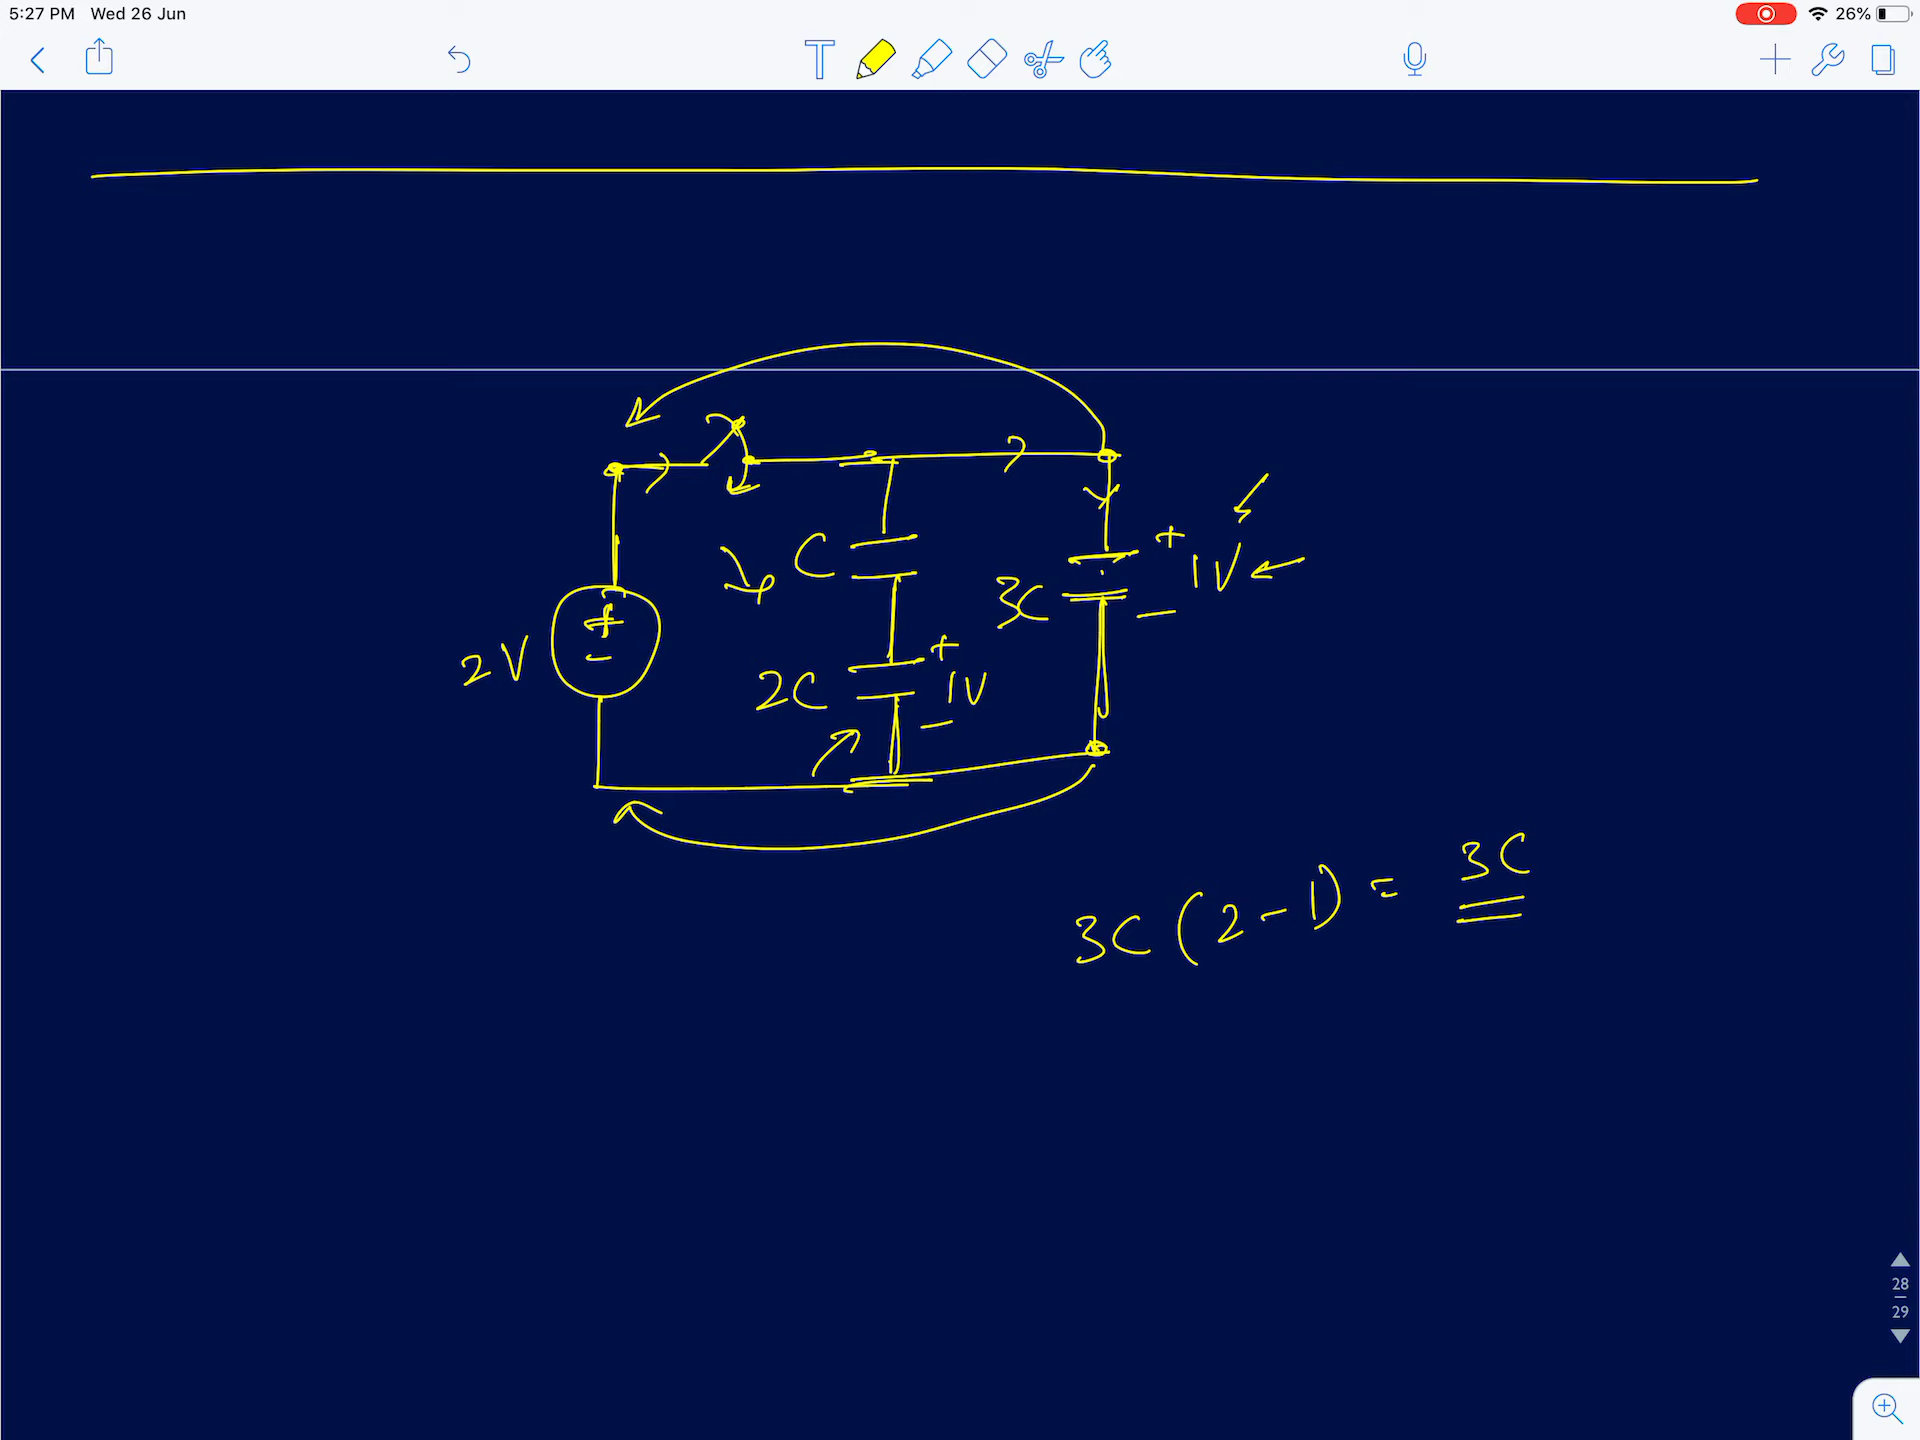 5:27 PM Wed 26 Jun
26%
T
+
1V
C
3C
−
+
-
2V
+
2C
1V
−
3C (2 - 1) = 3C
28
29